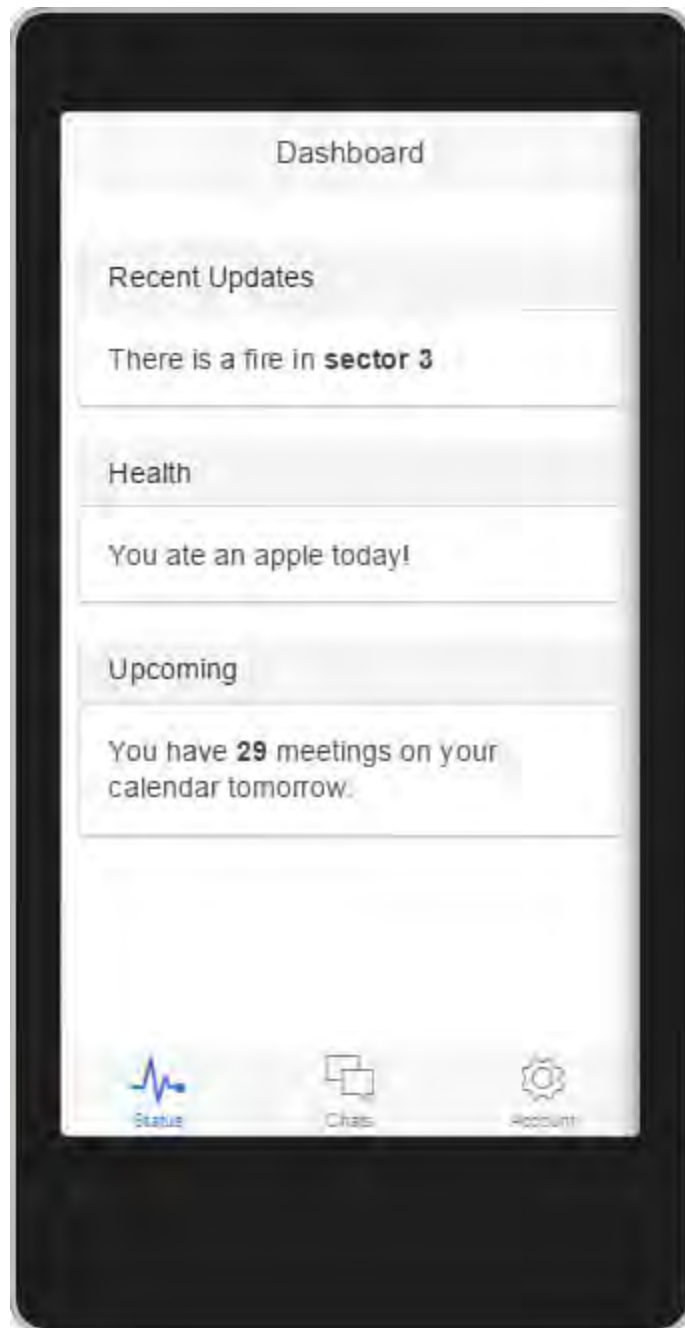 Dashboard
Recent Updates
There is a fire in sector 3
Health
You ate an apple today!
Upcoming
You have 29 meetings on your
calendar tomorrow.
Status
Chats
Account